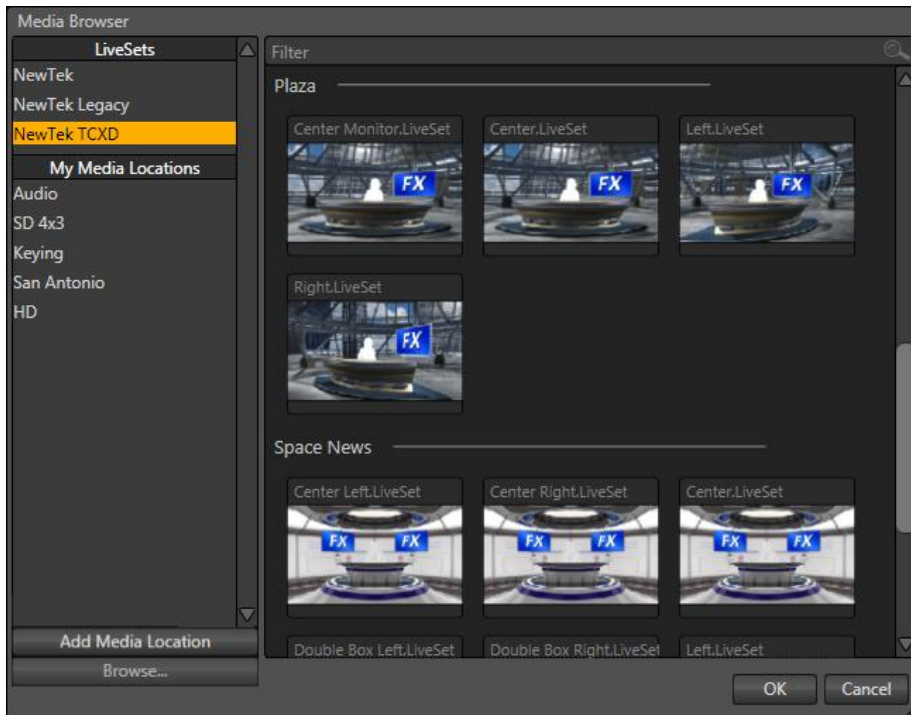 Media Browser
LiveSets
NewTek
NewTek Legacy
NewTek TCXD
My Media Locations
Audio
SD 4x3
Keying
San Antonio
HD
Add Media Location
Browse...
Filter
Plaza
Center Monitor.LiveSet
Center.LiveSet
Left.LiveSet
FX
FX
FX
Right.LiveSet
FX
Space News
Center Left.LiveSet
Center Right.LiveSet
Center.LiveSet
FX FX
FX FX
FX FX
Double Box Left.LiveSet
Double Box Right.LiveSet
Left.LiveSet
OK
Cancel